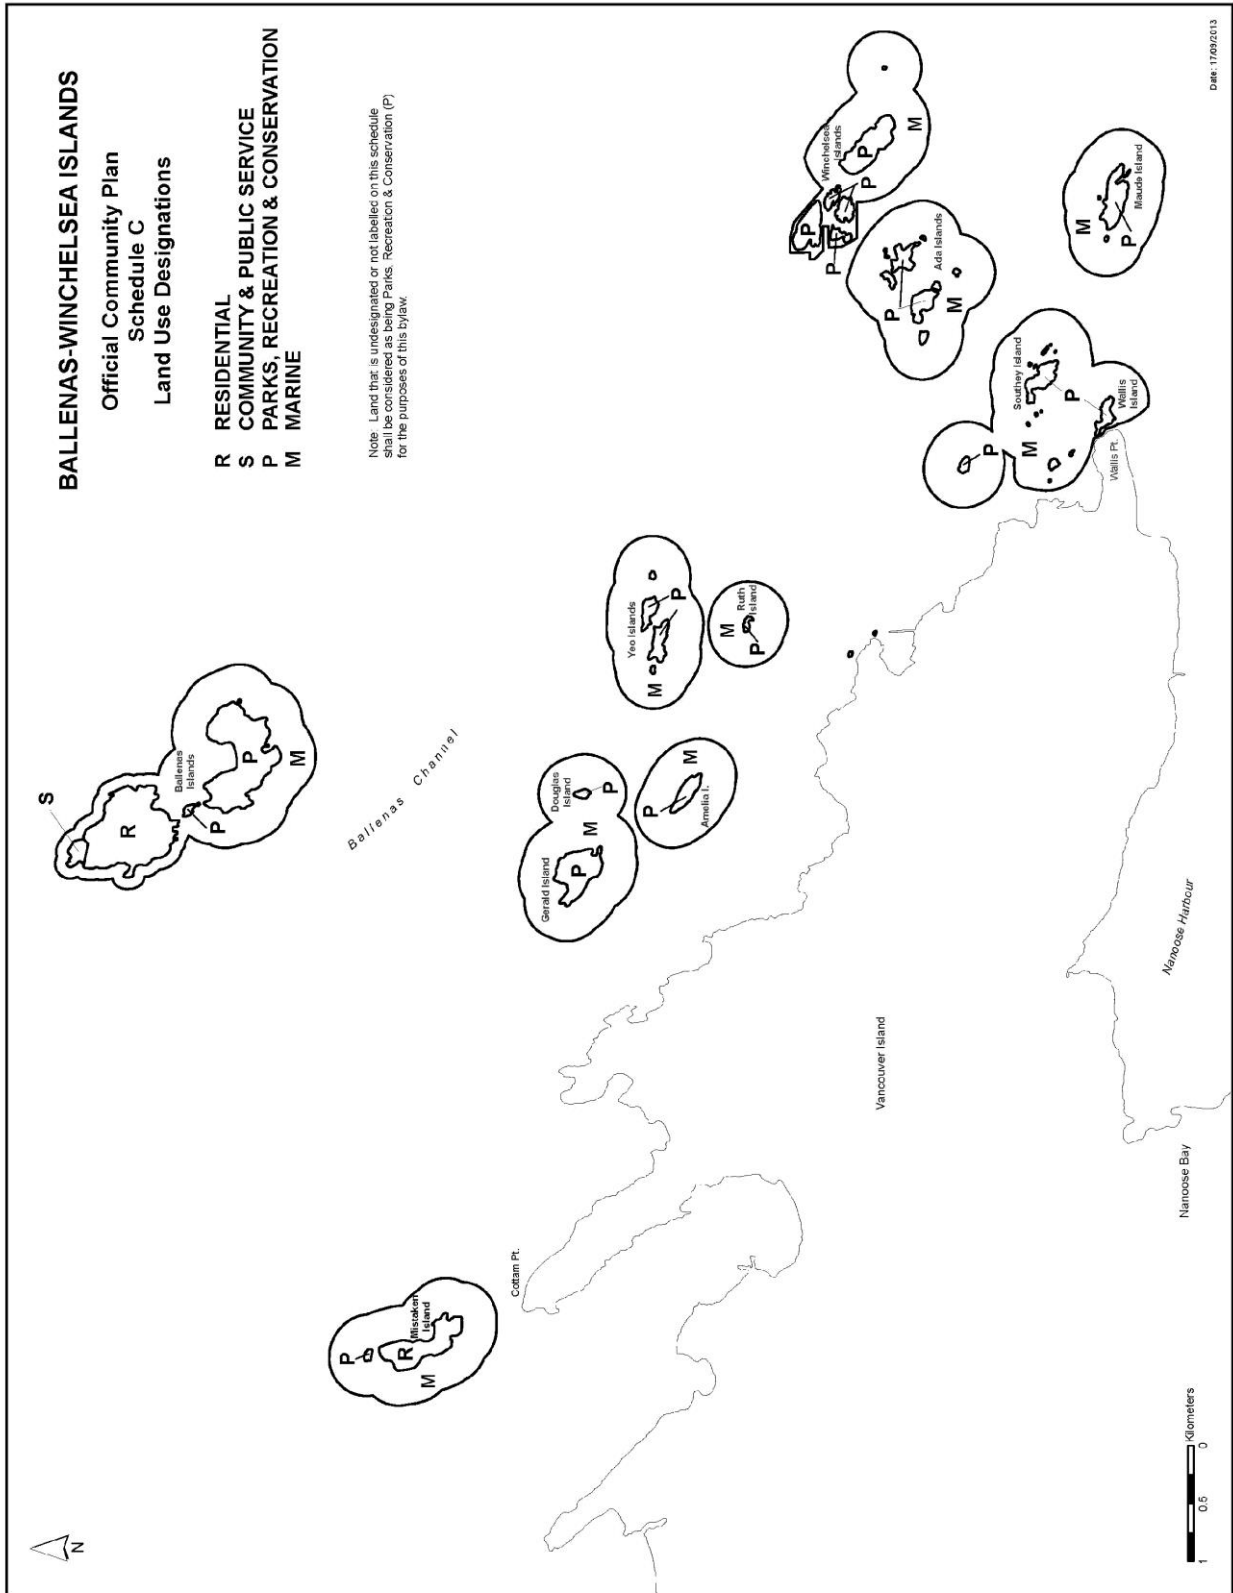 BALLENAS-WINCHELSEA ISLANDS
Official Community Plan
Schedule C
Land Use Designations
R RESIDENTIAL
S COMMUNITY & PUBLIC SERVICE
P PARKS, RECREATION & CONSERVATION
M MARINE
Note: Land that is undesignated or not labelled on this schedule
shall be considered as being Parks, Recreation & Conservation (P)
for the purposes of this bylaw.
N
S
R
Ballenas
Islands
P
P
M
Ballenas Channel
P
R
Mistaken
Island
M
Cottam Pt.
Gerald Island
P
Douglas
Island
P
M
P
Amelia I.
M
Yeo Islands
P
P
M
M
Ruth
Island
P
Winchelsea
Islands
P
M
P
P
P
P
Ada Islands
M
M
Maude Island
P
Southey Island
P
M
P
Wallis
Island
Wallis Pt.
Vancouver Island
Nanoose Harbour
Nanoose Bay
1 0.5 0
Kilometers
Date: 17/09/2013